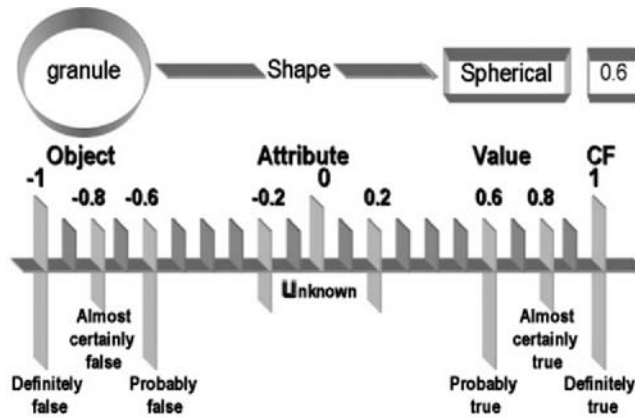 granule Shape Spherical 0.6
Object Attribute Value CF
-1 -0.8 -0.6 -0.2 0 0.2 0.6 0.8 1
Unknown
Almost Almost
certainly certainly
false true
Definitely Probably Probably Definitely
false false true true